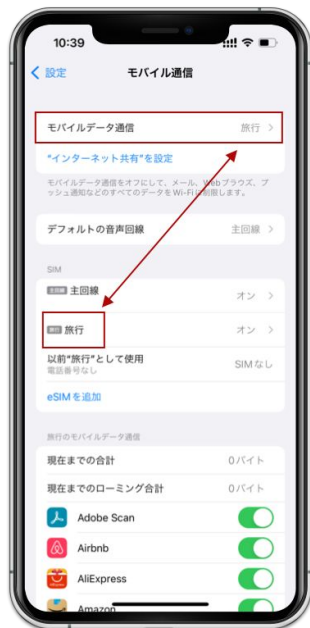 10:39
設定
モバイル通信
モバイルデータ通信
旅行
"インターネット共有"を設定
モバイルデータ通信をオフにして、メール、Webブラウズ、プ
ッシュ通知などのすべてのデータをWi-Fiに制限します。
デフォルトの音声回線
主回線
SIM
主回線 主回線
オン
旅行 旅行
オン
以前"旅行"として使用
電話番号なし
SIMなし
eSIMを追加
旅行のモバイルデータ通信
現在までの合計
0バイト
現在までのローミング合計
0バイト
Adobe Scan
Airbnb
AliExpress
Amazon